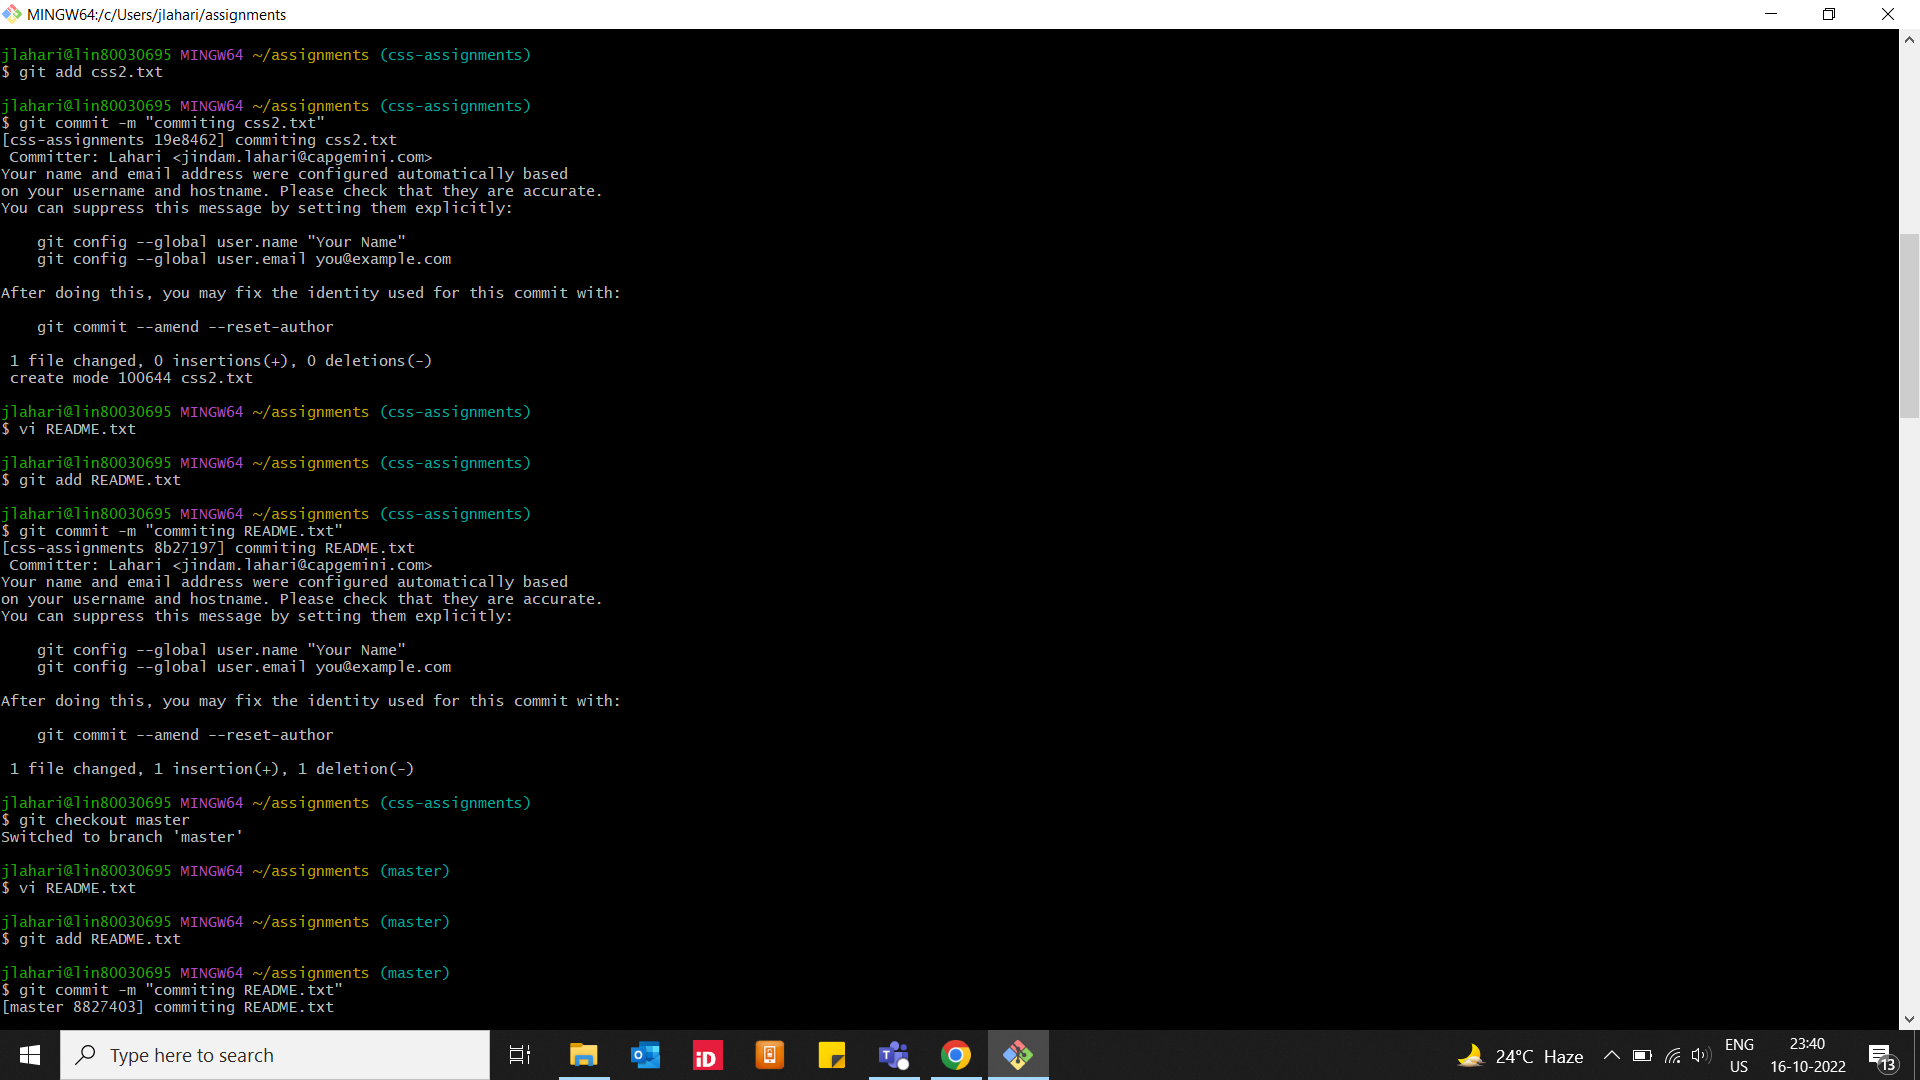 MINGW64:/c/Users/jlahari/assignments
jlahari@lin80030695 MINGW64 ~/assignments (css-assignments)
$ git add css2.txt
jlahari@lin80030695 MINGW64 ~/assignments (css-assignments)
$ git commit -m "commiting css2.txt"
[css-assignments 19e8462] commiting css2.txt
 Committer: Lahari <jindam.lahari@capgemini.com>
Your name and email address were configured automatically based
on your username and hostname. Please check that they are accurate.
You can suppress this message by setting them explicitly:
    git config --global user.name "Your Name"
    git config --global user.email you@example.com
After doing this, you may fix the identity used for this commit with:
    git commit --amend --reset-author
 1 file changed, 0 insertions(+), 0 deletions(-)
 create mode 100644 css2.txt
jlahari@lin80030695 MINGW64 ~/assignments (css-assignments)
$ vi README.txt
jlahari@lin80030695 MINGW64 ~/assignments (css-assignments)
$ git add README.txt
jlahari@lin80030695 MINGW64 ~/assignments (css-assignments)
$ git commit -m "commiting README.txt"
[css-assignments 8b27197] commiting README.txt
 Committer: Lahari <jindam.lahari@capgemini.com>
Your name and email address were configured automatically based
on your username and hostname. Please check that they are accurate.
You can suppress this message by setting them explicitly:
    git config --global user.name "Your Name"
    git config --global user.email you@example.com
After doing this, you may fix the identity used for this commit with:
    git commit --amend --reset-author
 1 file changed, 1 insertion(+), 1 deletion(-)
jlahari@lin80030695 MINGW64 ~/assignments (css-assignments)
$ git checkout master
Switched to branch 'master'
jlahari@lin80030695 MINGW64 ~/assignments (master)
$ vi README.txt
jlahari@lin80030695 MINGW64 ~/assignments (master)
$ git add README.txt
jlahari@lin80030695 MINGW64 ~/assignments (master)
$ git commit -m "commiting README.txt"
[master 8827403] commiting README.txt
Type here to search
iD
24°C Haze
ENG
US
23:40
16-10-2022
13